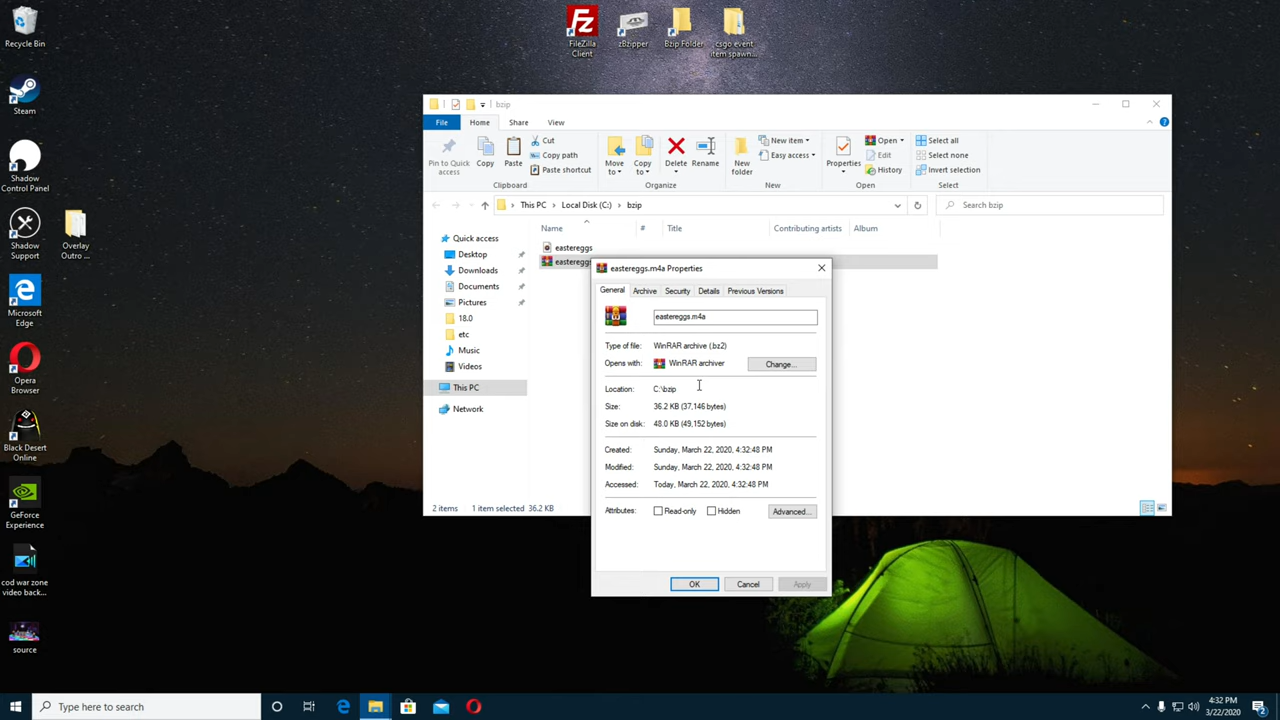 Recycle Bin
Steam
Shadow
Control Panel
Shadow
Support
Overlay
Outro ...
Microsoft
Edge
Opera
Browser
Black Desert
Online
GeForce
Experience
cod war zone
video back...
source
FileZilla
Client
zBzipper
Bzip Folder
csgo event
item spawn...
bzip
File
Home
Share
View
Pin to Quick
access
Copy
Paste
Cut
Copy path
Paste shortcut
Clipboard
Move
to
Copy
to
Delete
Rename
Organize
New
folder
New item
Easy access
New
Properties
Open
Edit
History
Open
Select all
Select none
Invert selection
Select
This PC > Local Disk (C:) > bzip
Search bzip
Name
#
Title
Contributing artists
Album
Quick access
Desktop
Downloads
Documents
Pictures
18.0
etc
Music
Videos
This PC
Network
eastereggs
eastereggs
2 items
1 item selected 36.2 KB
eastereggs.m4a Properties
General
Archive
Security
Details
Previous Versions
eastereggs.m4a
Type of file: WinRAR archive (.bz2)
Opens with: WinRAR archiver
Change...
Location: C:\bzip
Size: 36.2 KB (37,146 bytes)
Size on disk: 48.0 KB (49,152 bytes)
Created: Sunday, March 22, 2020, 4:32:48 PM
Modified: Sunday, March 22, 2020, 4:32:48 PM
Accessed: Today, March 22, 2020, 4:32:48 PM
Attributes: Read-only Hidden
Advanced...
OK
Cancel
Apply
Type here to search
4:32 PM
3/22/2020
2